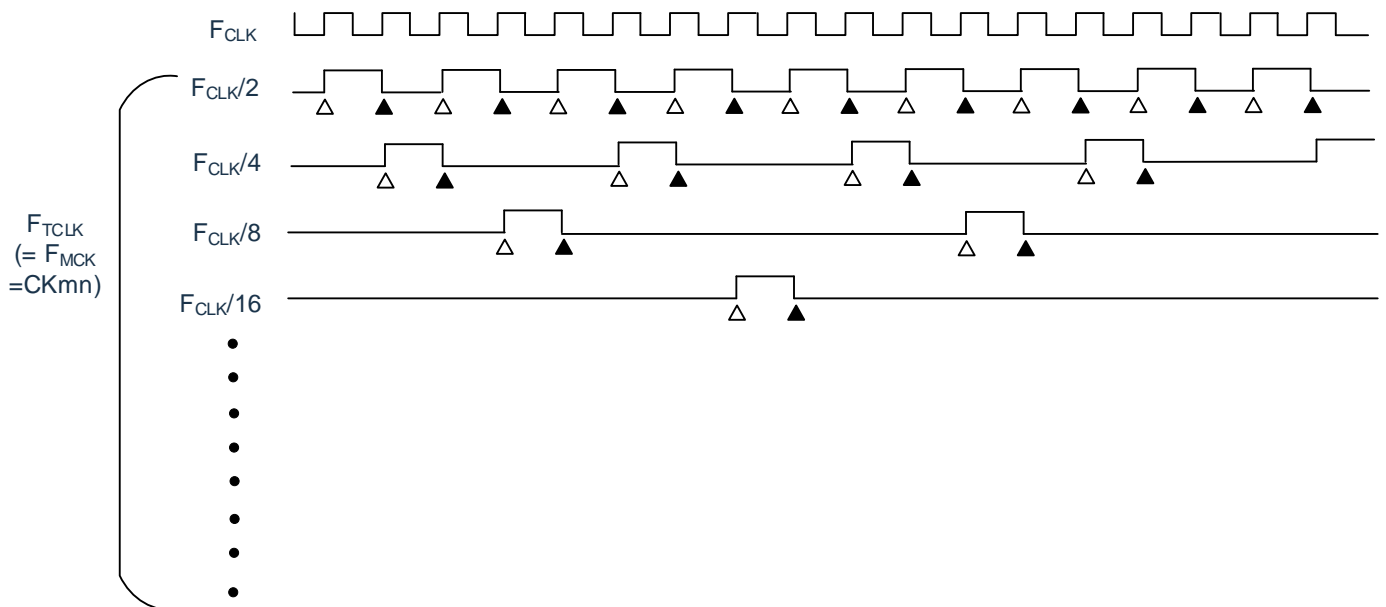 FCLK
FCLK/2
FCLK/4
FCLK/8
FCLK/16
FTCLK
(= FMCK
=CKmn)